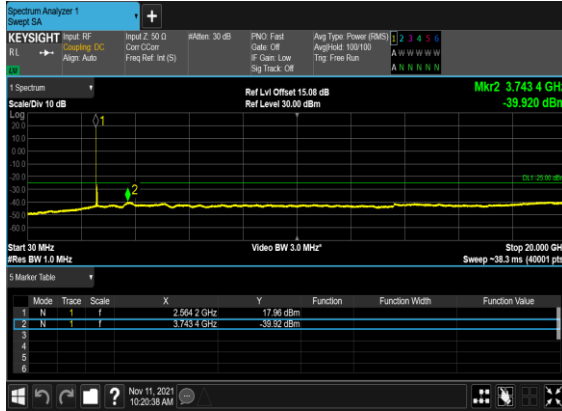 Spectrum Analyzer 1
Swept SA
+
KEYSIGHT Input: RF Input Z: 50 Ω #Atten: 30 dB PNO: Fast Avg Type: Power (RMS) 1 2 3 4 5 6
RL Coupling: DC Corr CCorr Gate: Off Avg|Hold: 100/100 A W W W W W
Align: Auto Freq Ref: Int (S) IF Gain: Low Trig: Free Run
Sig Track: Off A N N N N N
1 Spectrum Ref Lvl Offset 15.08 dB Mkr2 3.743 4 GHz
Scale/Div 10 dB Ref Level 30.00 dBm -39.920 dBm
Log
20.0
10.0
0.00
-10.0
-20.0
DL1 -25.00 dBm
-30.0
-40.0
-50.0
-60.0
1
2
Start 30 MHz Video BW 3.0 MHz* Stop 20.000 GHz
#Res BW 1.0 MHz Sweep ~38.3 ms (40001 pts)
5 Marker Table
Mode Trace Scale X Y Function Function Width Function Value
1 N 1 f 2.564 2 GHz 17.96 dBm
2 N 1 f 3.743 4 GHz -39.92 dBm
3
4
5
6
? Nov 11, 2021
10:20:38 AM